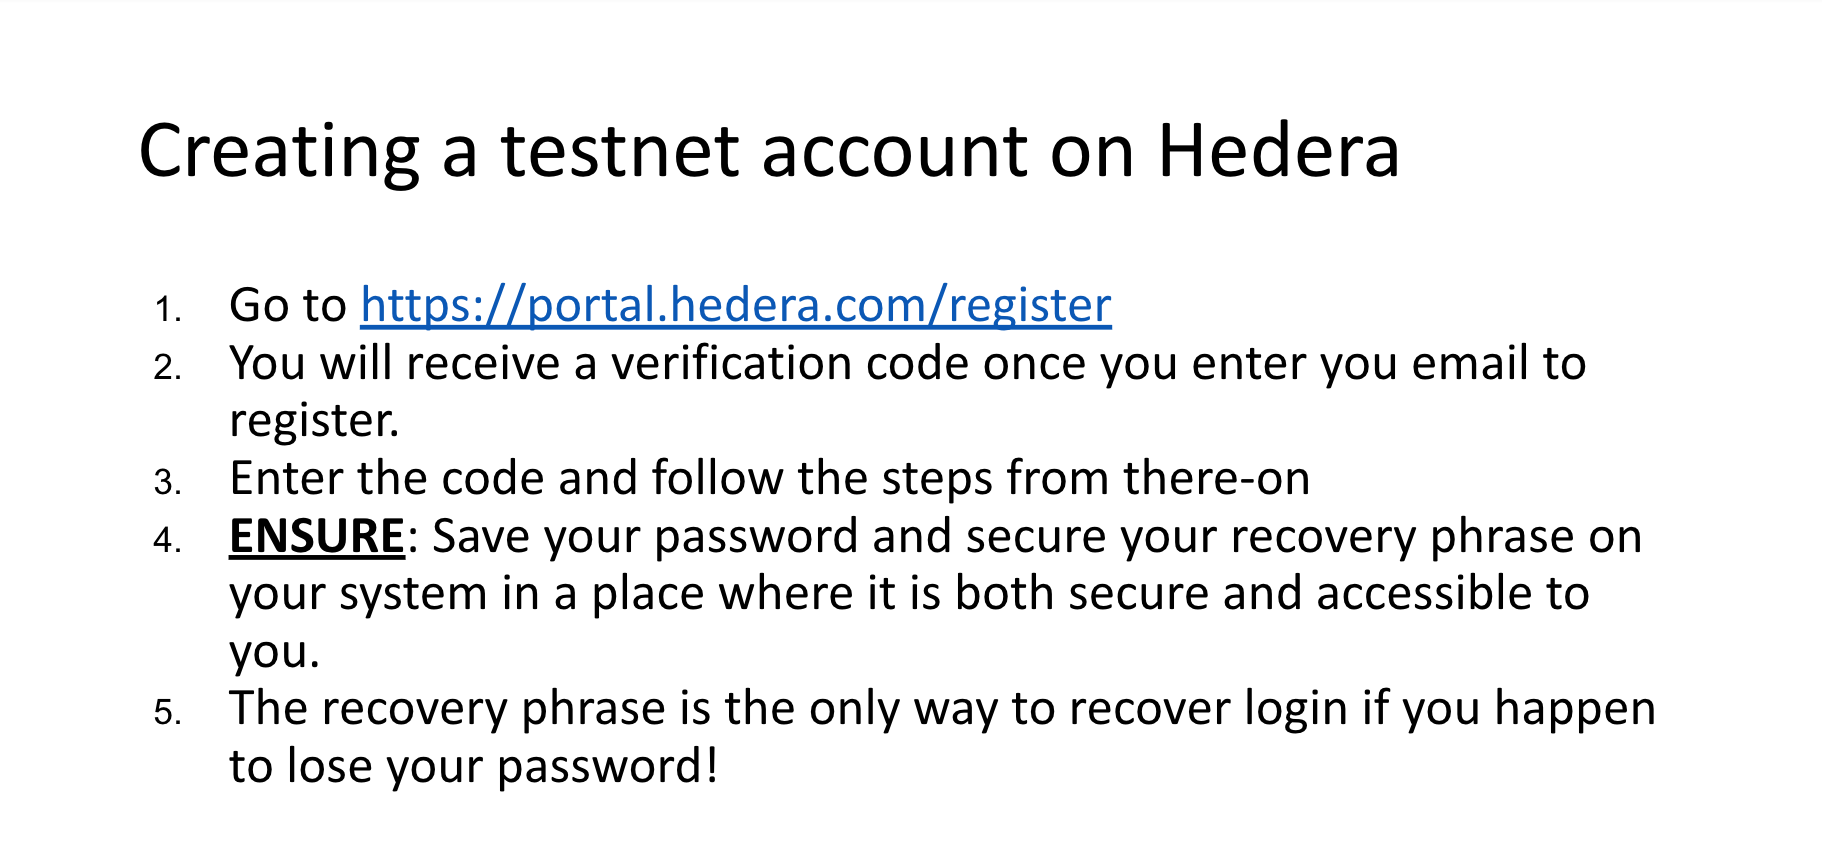 Creating a testnet account on Hedera
1. Go to https://portal.hedera.com/register
2. You will receive a verification code once you enter you email to
register.
3. Enter the code and follow the steps from there-on
4. ENSURE: Save your password and secure your recovery phrase on
your system in a place where it is both secure and accessible to
you.
5. The recovery phrase is the only way to recover login if you happen
to lose your password!